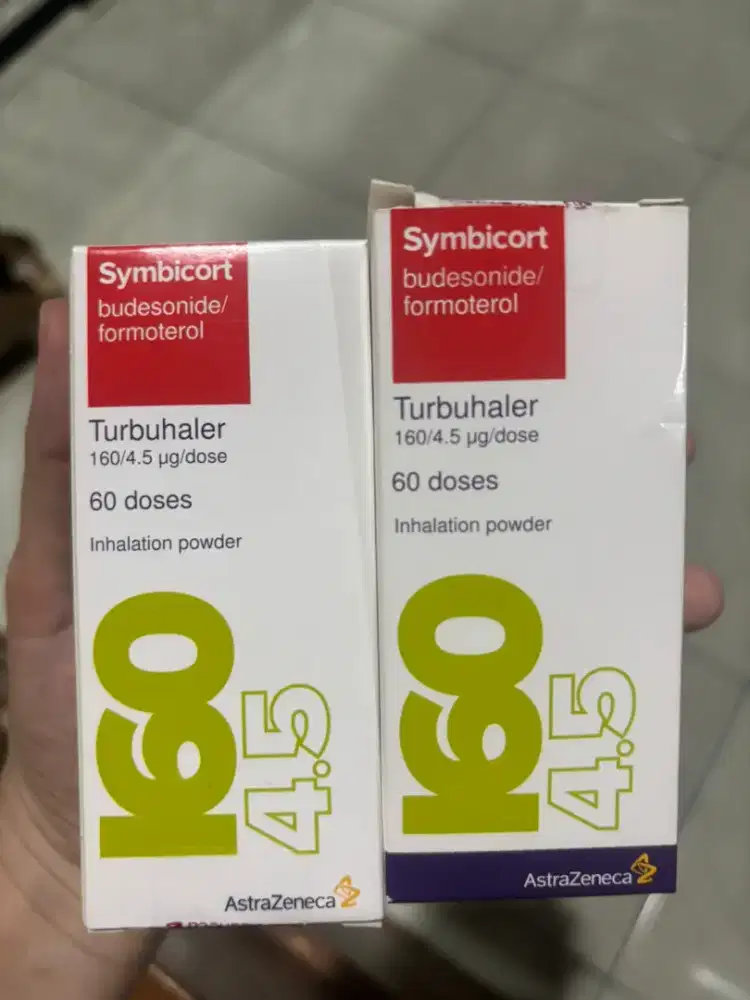 Symbicort
budesonide/
formoterol
Turbuhaler
160/4.5 µg/dose
60 doses
Inhalation powder
160
4.5
AstraZeneca
Symbicort
budesonide/
formoterol
Turbuhaler
160/4.5 µg/dose
60 doses
Inhalation powder
160
4.5
AstraZeneca